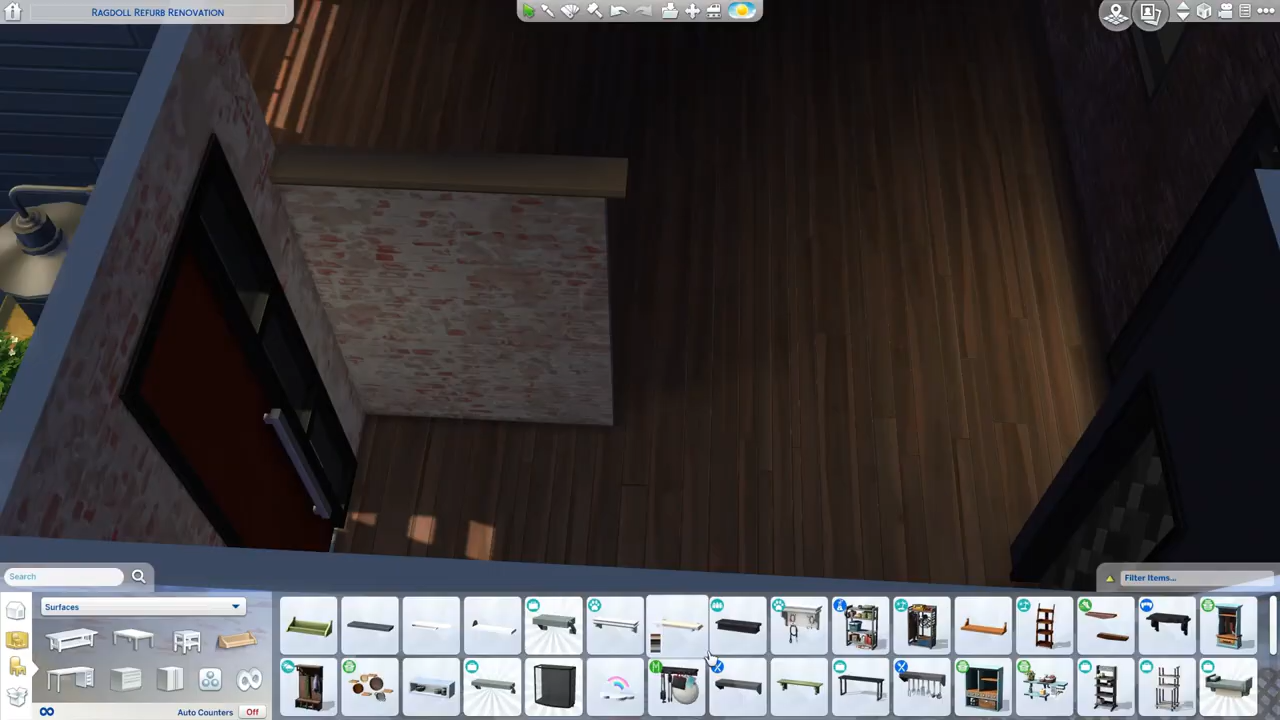 Ragdoll Refurb Renovation
Search
Filter Items...
Surfaces
Auto Counters
Off